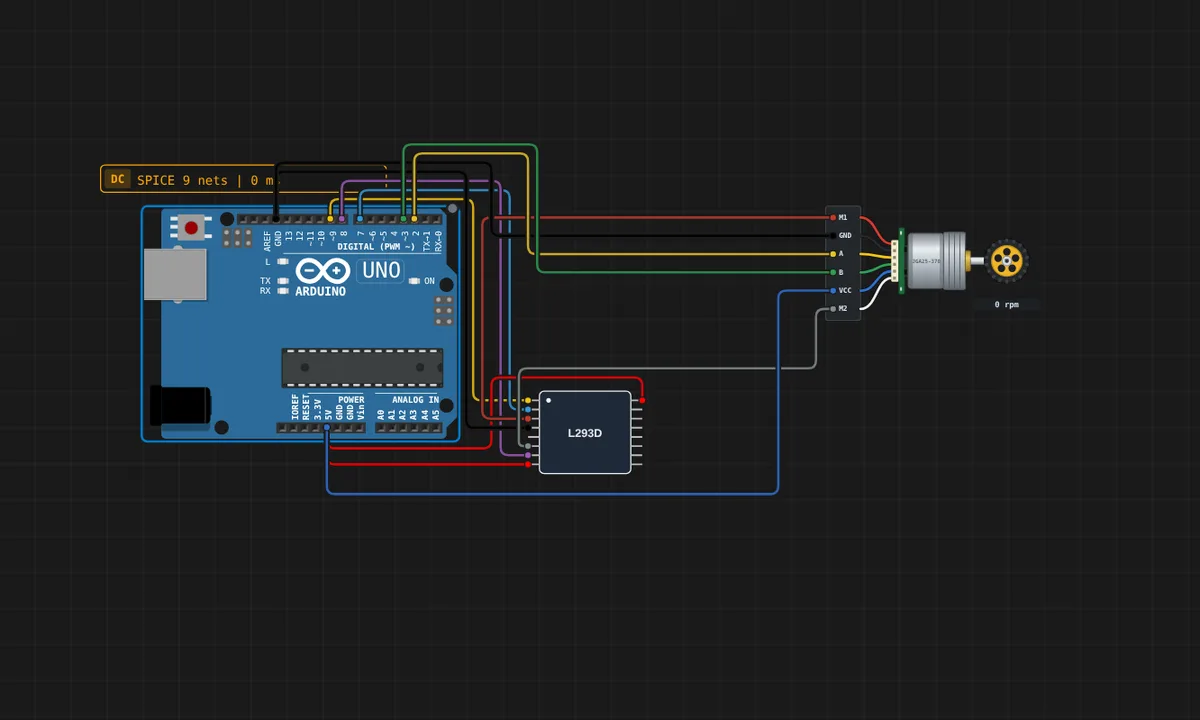 DC SPICE 9 nets | 0 m
AREF
GND
13
12
~11
~10
~9
8
7
~6
~5
4
~3
2
TX→1
RX←0
DIGITAL (PWM ~)
L
TX
RX
UNO
ON
ARDUINO
IOREF
RESET
3.3V
5V
GND
GND
Vin
POWER
ANALOG IN
A0
A1
A2
A3
A4
A5
L293D
M1
GND
A
B
VCC
M2
JGA25-370
0 rpm